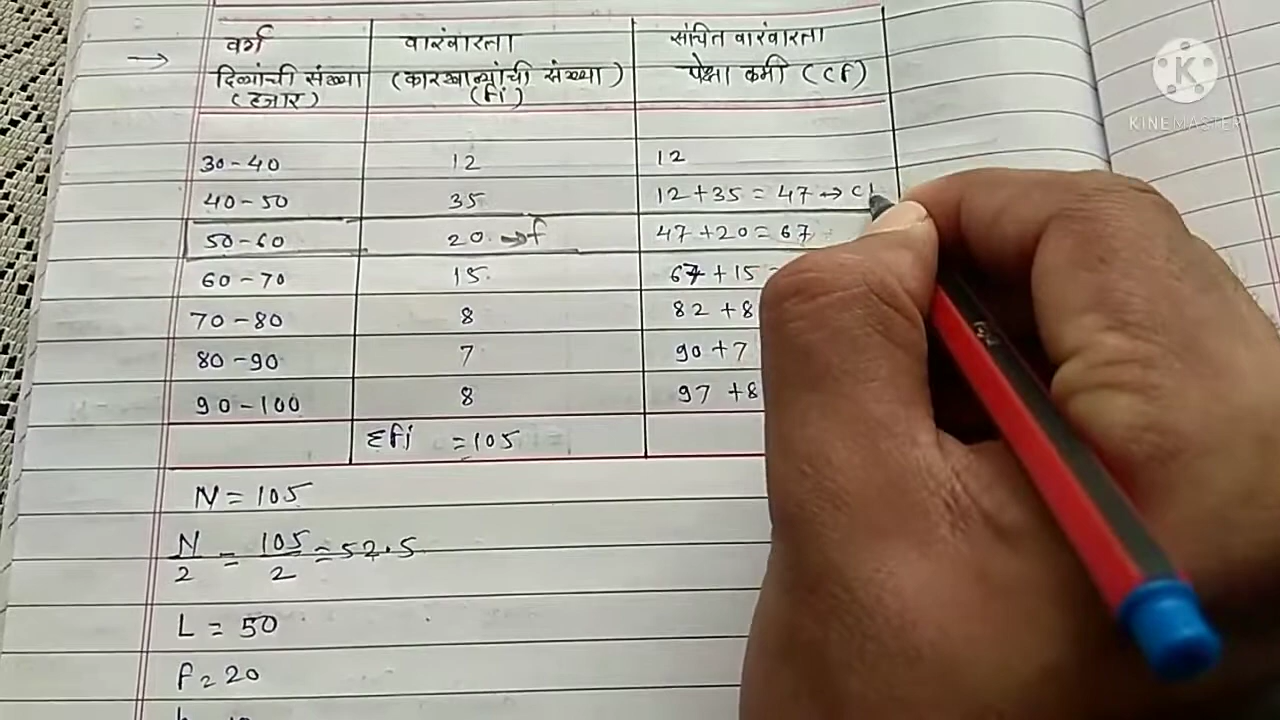 वर्ग वारंवारता संचित वारंवारता
दिव्यांची संख्या (कारखान्यांची संख्या) पेक्षा कमी (cf)
(हजार) (fi)
30-40 12 12
40-50 35 12+35=47→
50-60 20→f 47+20=67
60-70 15 67+15
70-80 8 82+8
80-90 7 90+7
90-100 8 97+8
Σfi =105
N=105
N/2 = 105/2 =52.5
L=50
f=20
K
KINEMASTER